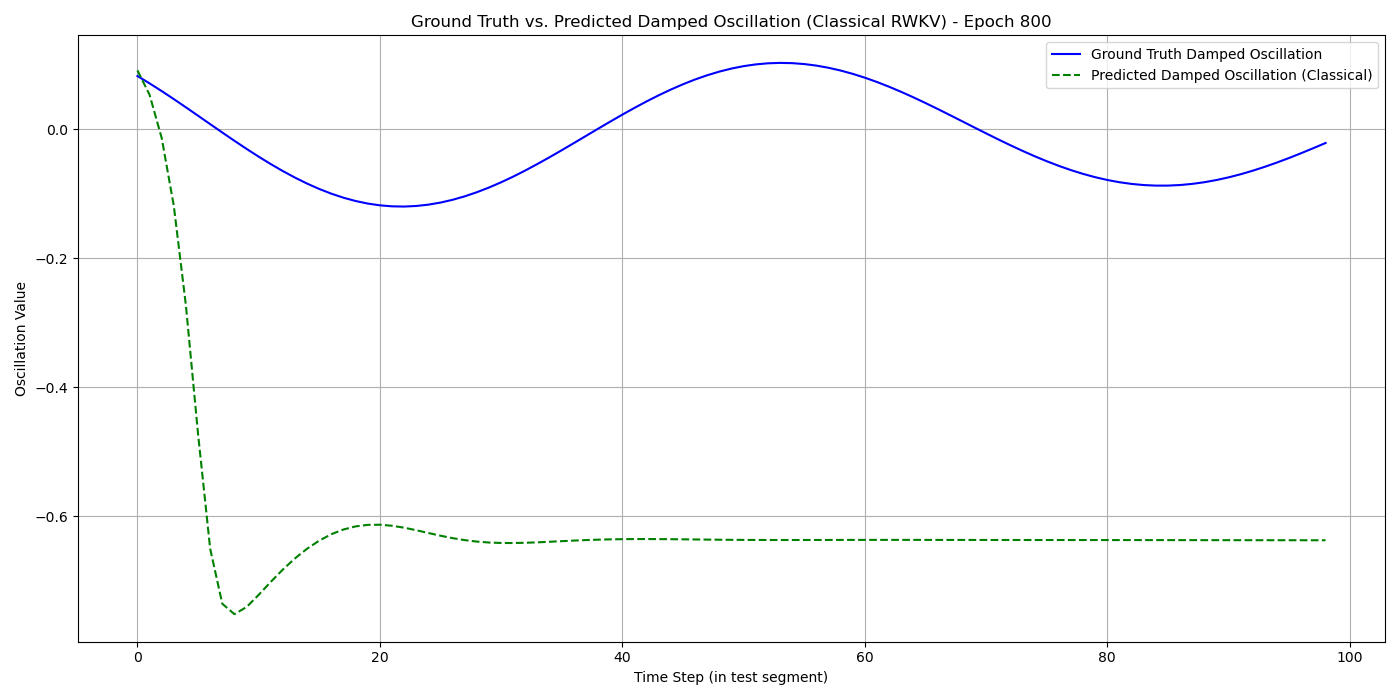 Ground Truth vs. Predicted Damped Oscillation (Classical RWKV) - Epoch 800
Ground Truth Damped Oscillation
Predicted Damped Oscillation (Classical)
Oscillation Value
0.0
−0.2
−0.4
−0.6
0 20 40 60 80 100
Time Step (in test segment)